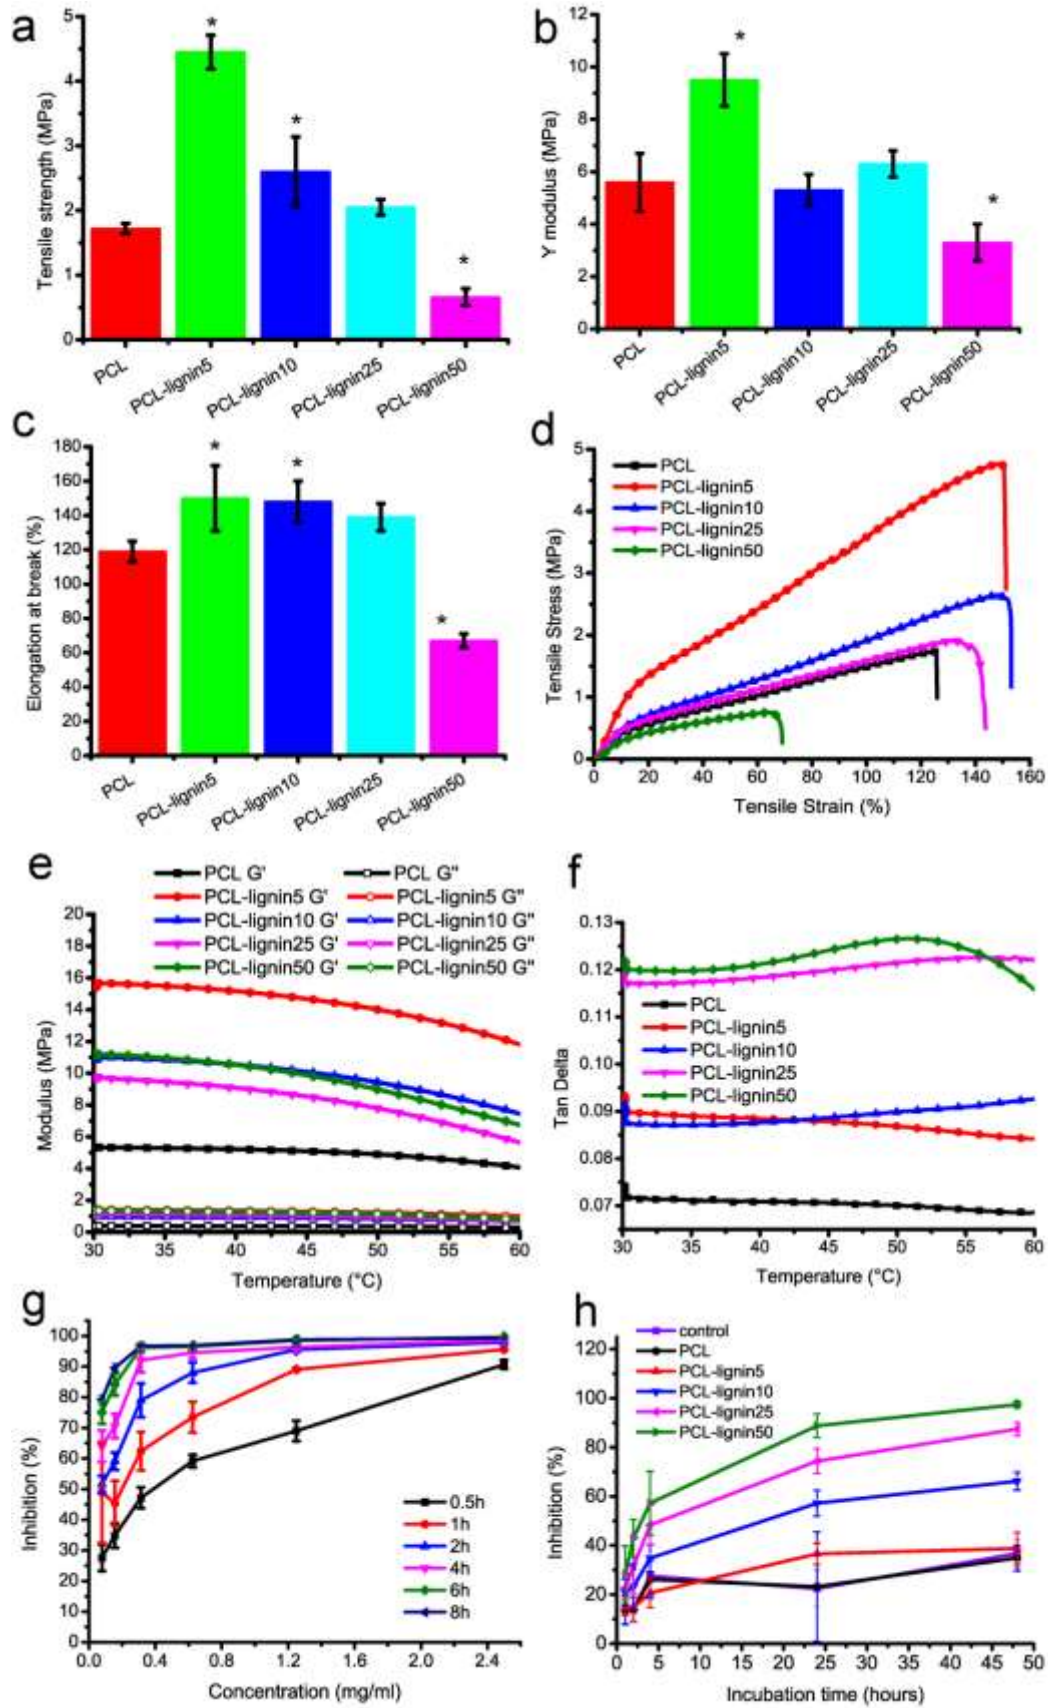 a
Tensile strength (MPa)
5
4
3
2
1
0
*
*
*
PCL
PCL-lignin5
PCL-lignin10
PCL-lignin25
PCL-lignin50
b
Y modulus (MPa)
12
10
8
6
4
2
0
*
*
PCL
PCL-lignin5
PCL-lignin10
PCL-lignin25
PCL-lignin50
c
Elongation at break (%)
180
160
140
120
100
80
60
40
20
0
*
*
*
PCL
PCL-lignin5
PCL-lignin10
PCL-lignin25
PCL-lignin50
d
Tensile Stress (MPa)
5
4
3
2
1
0
PCL
PCL-lignin5
PCL-lignin10
PCL-lignin25
PCL-lignin50
0 20 40 60 80 100 120 140 160
Tensile Strain (%)
e
PCL G' PCL G"
PCL-lignin5 G' PCL-lignin5 G"
PCL-lignin10 G' PCL-lignin10 G"
PCL-lignin25 G' PCL-lignin25 G"
PCL-lignin50 G' PCL-lignin50 G"
Modulus (MPa)
20
18
16
14
12
10
8
6
4
2
0
30 35 40 45 50 55 60
Temperature (°C)
f
Tan Delta
0.13
0.12
0.11
0.10
0.09
0.08
0.07
PCL
PCL-lignin5
PCL-lignin10
PCL-lignin25
PCL-lignin50
30 35 40 45 50 55 60
Temperature (°C)
g
Inhibition (%)
100
90
80
70
60
50
40
30
20
10
0
0.5h
1h
2h
4h
6h
8h
0.0 0.4 0.8 1.2 1.6 2.0 2.4
Concentration (mg/ml)
h
control
PCL
PCL-lignin5
PCL-lignin10
PCL-lignin25
PCL-lignin50
Inhibition (%)
120
100
80
60
40
20
0
0 5 10 15 20 25 30 35 40 45 50
Incubation time (hours)